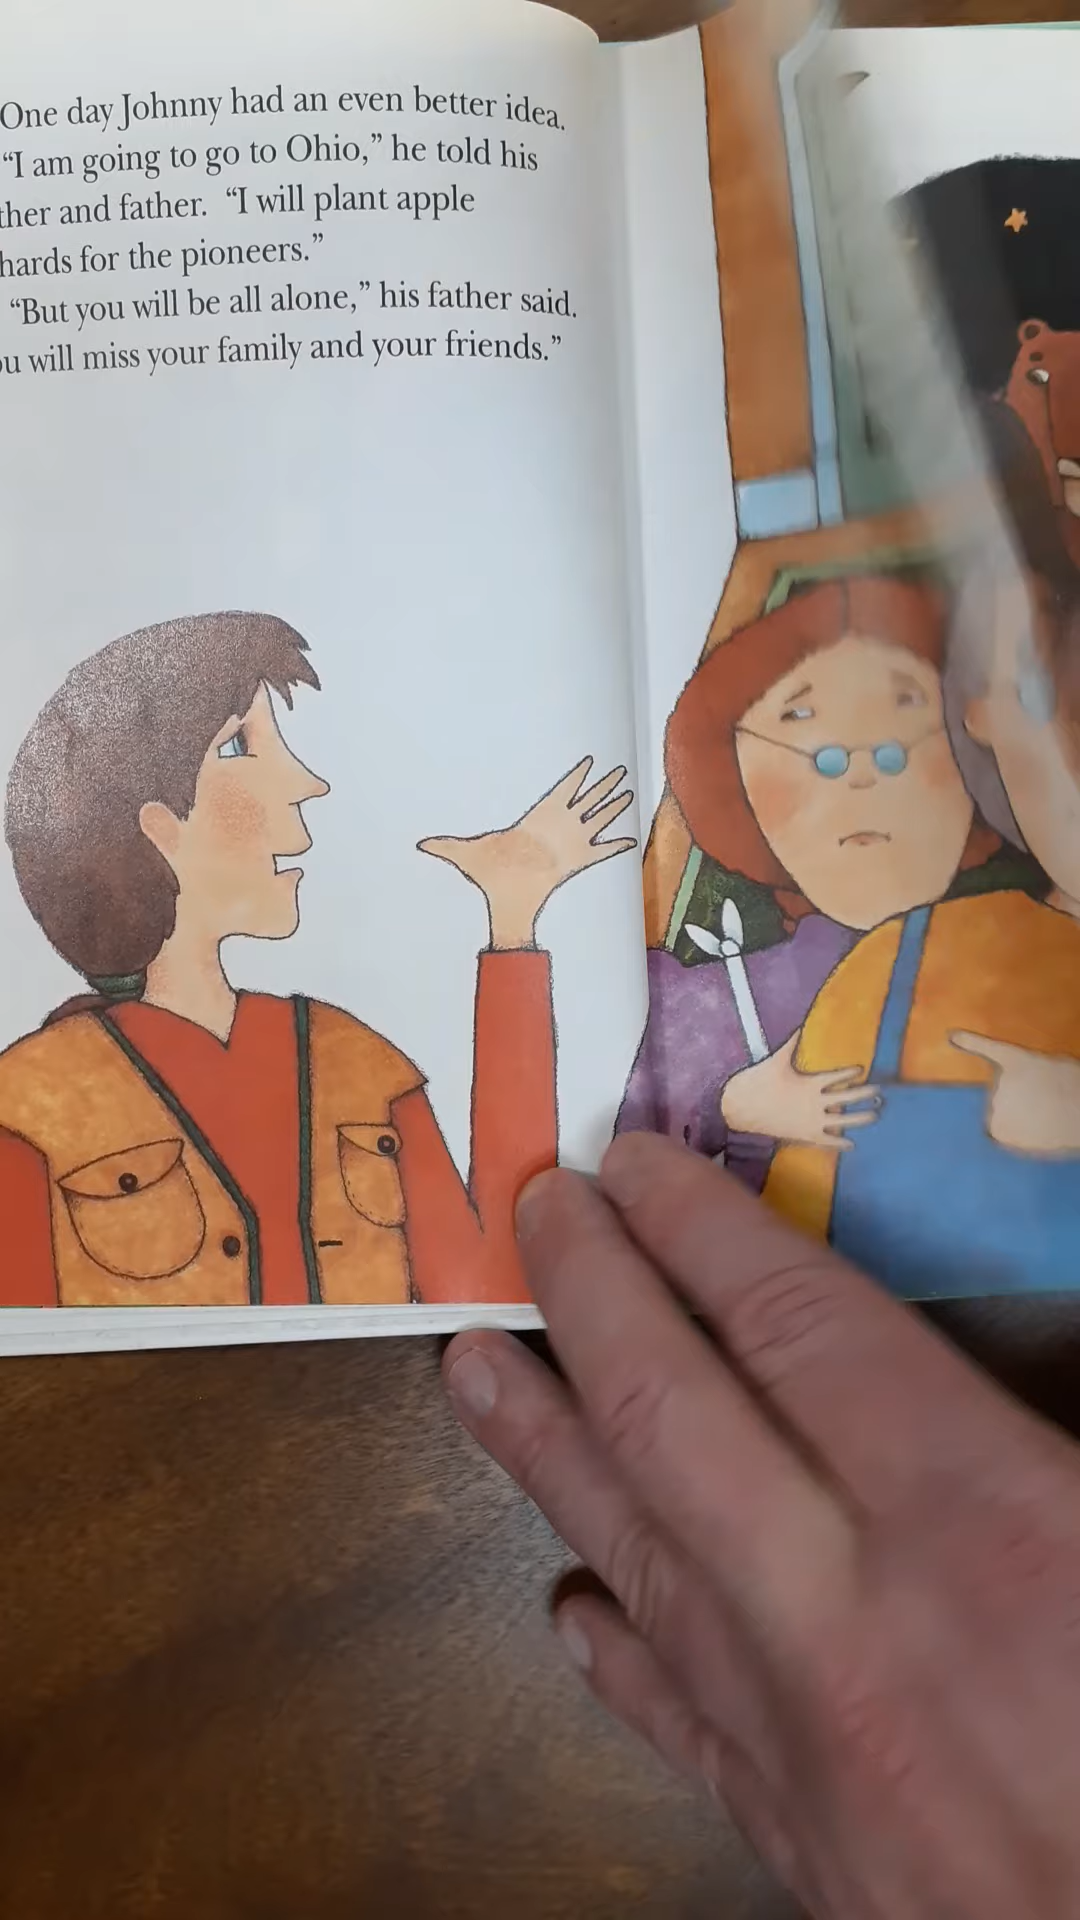 One day Johnny had an even better idea.
“I am going to go to Ohio,” he told his
ther and father. “I will plant apple
hards for the pioneers.”
“But you will be all alone,” his father said.
ou will miss your family and your friends.”